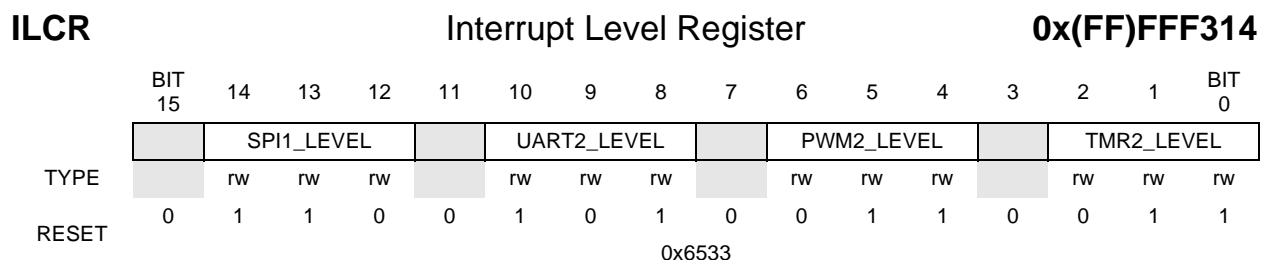 ILCR Interrupt Level Register 0x(FF)FFF314
BIT 15 14 13 12 11 10 9 8 7 6 5 4 3 2 1 BIT 0
SPI1_LEVEL UART2_LEVEL PWM2_LEVEL TMR2_LEVEL
TYPE rw rw rw rw rw rw rw rw rw rw rw rw
RESET 0 1 1 0 0 1 0 1 0 0 1 1 0 0 1 1
0x6533